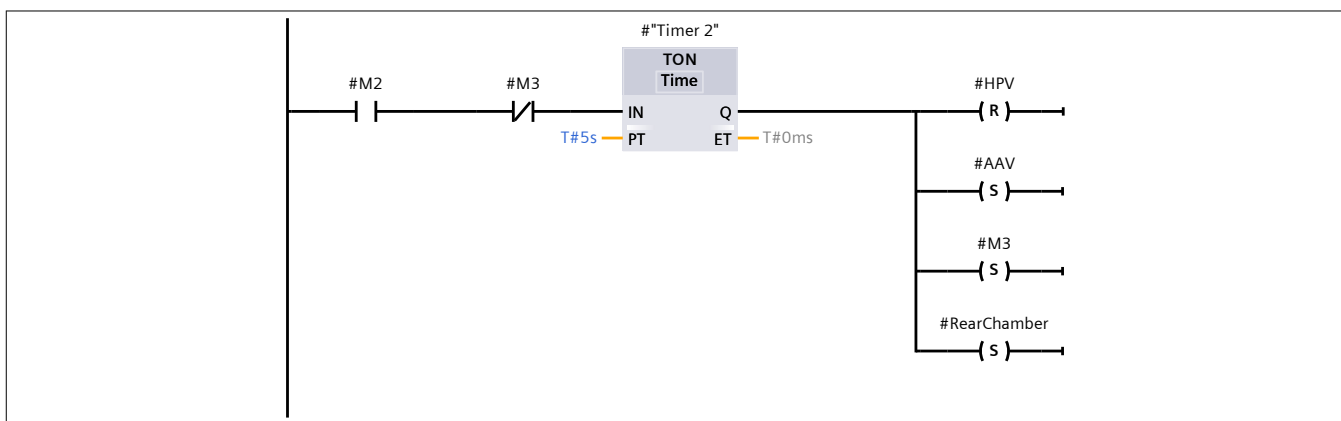 #"Timer 2"
TON
Time
#M2
#M3
#HPV
IN
Q
R
T#5s
PT
ET
T#0ms
#AAV
S
#M3
S
#RearChamber
S